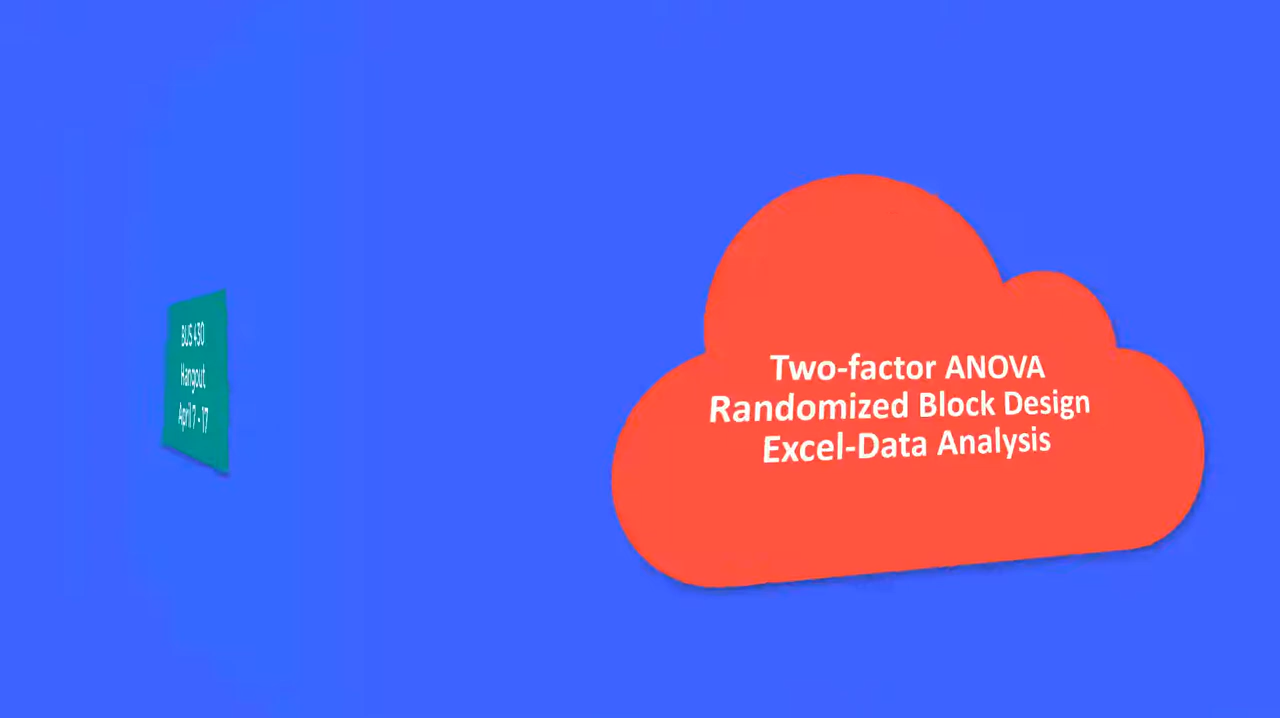 BUS 430
Hangout
April 7 - 17
Two-factor ANOVA
Randomized Block Design
Excel-Data Analysis